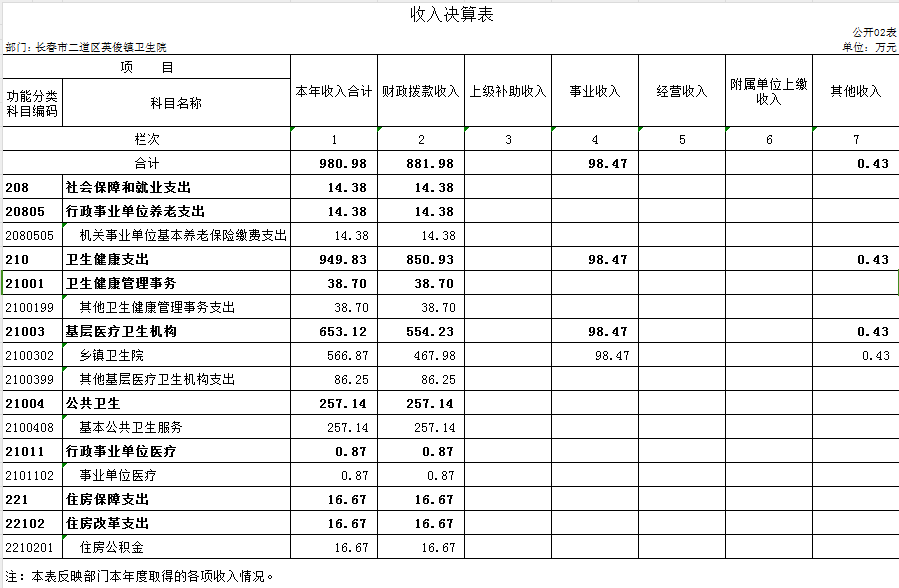 收入决算表
公开02表
部门：长春市二道区英俊镇卫生院 单位：万元
项 目 本年收入合计 财政拨款收入 上级补助收入 事业收入 经营收入 附属单位上缴收入 其他收入
功能分类科目编码 科目名称
栏次 1 2 3 4 5 6 7
合计 980.98 881.98 98.47 0.43
208 社会保障和就业支出 14.38 14.38
20805 行政事业单位养老支出 14.38 14.38
2080505 机关事业单位基本养老保险缴费支出 14.38 14.38
210 卫生健康支出 949.83 850.93 98.47 0.43
21001 卫生健康管理事务 38.70 38.70
2100199 其他卫生健康管理事务支出 38.70 38.70
21003 基层医疗卫生机构 653.12 554.23 98.47 0.43
2100302 乡镇卫生院 566.87 467.98 98.47 0.43
2100399 其他基层医疗卫生机构支出 86.25 86.25
21004 公共卫生 257.14 257.14
2100408 基本公共卫生服务 257.14 257.14
21011 行政事业单位医疗 0.87 0.87
2101102 事业单位医疗 0.87 0.87
221 住房保障支出 16.67 16.67
22102 住房改革支出 16.67 16.67
2210201 住房公积金 16.67 16.67
注：本表反映部门本年度取得的各项收入情况。